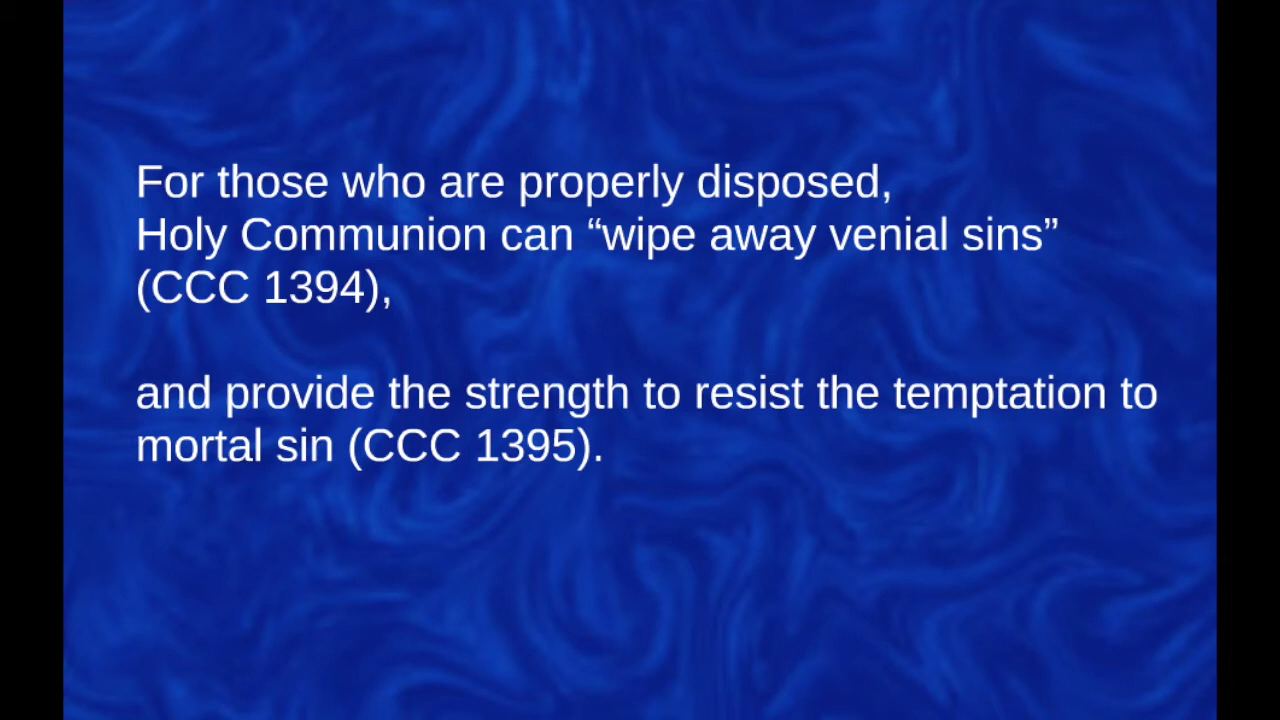 For those who are properly disposed,
Holy Communion can “wipe away venial sins”
(CCC 1394),
and provide the strength to resist the temptation to
mortal sin (CCC 1395).